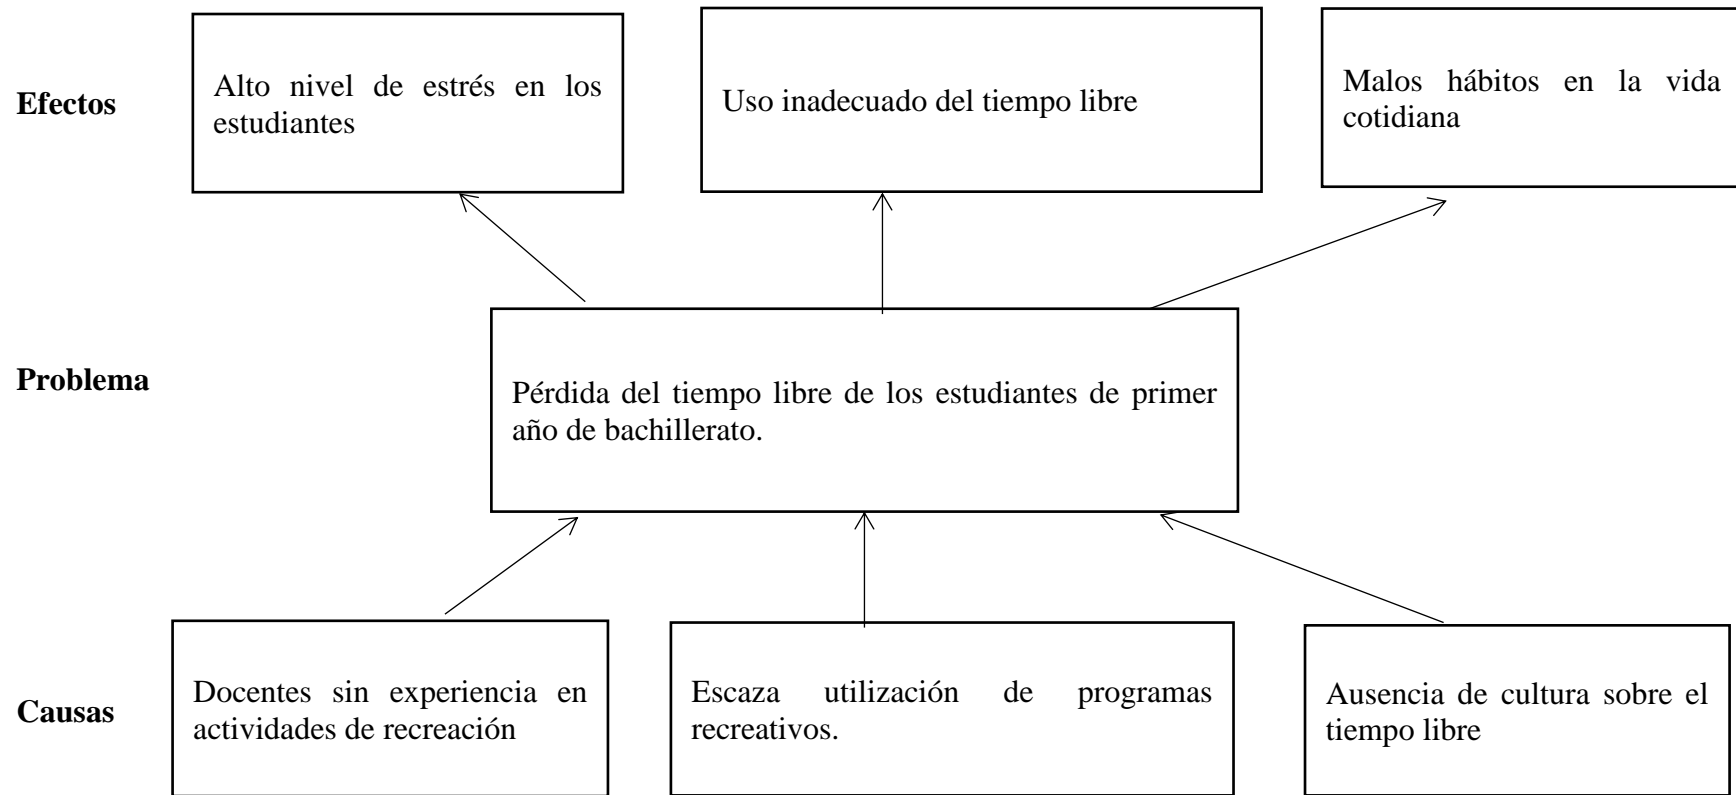 Efectos
Alto nivel de estrés en los
estudiantes
Uso inadecuado del tiempo libre
Malos hábitos en la vida
cotidiana
Problema
Pérdida del tiempo libre de los estudiantes de primer
año de bachillerato.
Causas
Docentes sin experiencia en
actividades de recreación
Escaza utilización de programas
recreativos.
Ausencia de cultura sobre el
tiempo libre